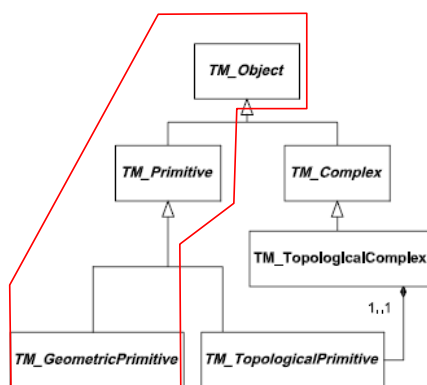 TM_Object
TM_Primitive
TM_Complex
TM_TopologicalComplex
1,,1
TM_GeometricPrimitive
TM_TopologicalPrimitive